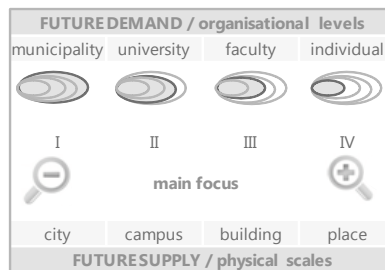 FUTURE DEMAND / organisational levels
municipality university faculty individual
I II III IV
main focus
city campus building place
FUTURE SUPPLY / physical scales